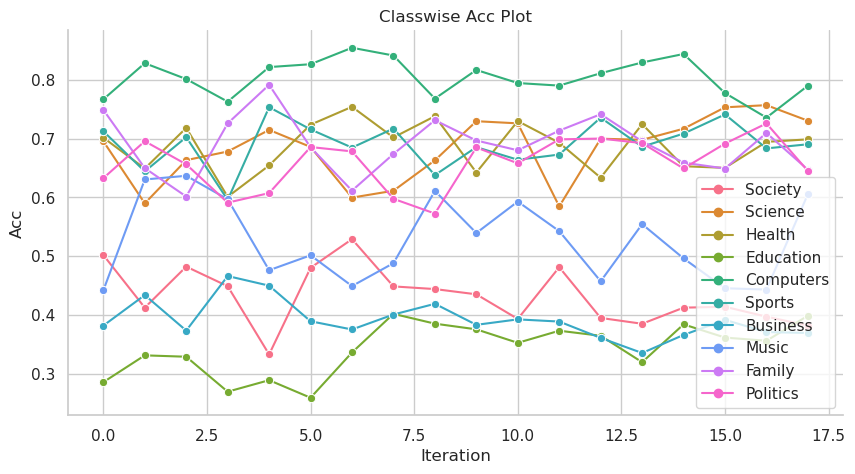 Classwise Acc Plot
Acc
0.8
0.7
0.6
0.5
0.4
0.3
0.0
2.5
5.0
7.5
10.0
12.5
15.0
17.5
Iteration
Society
Science
Health
Education
Computers
Sports
Business
Music
Family
Politics